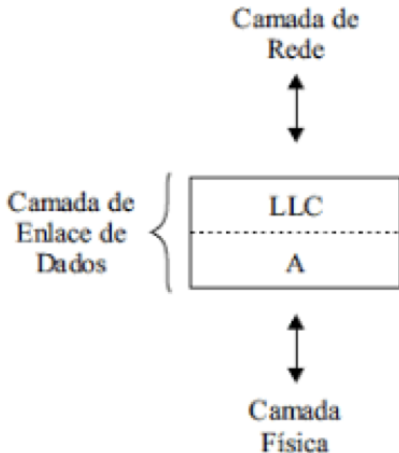 Camada de
Rede
Camada de
Enlace de
Dados
LLC
A
Camada
Física